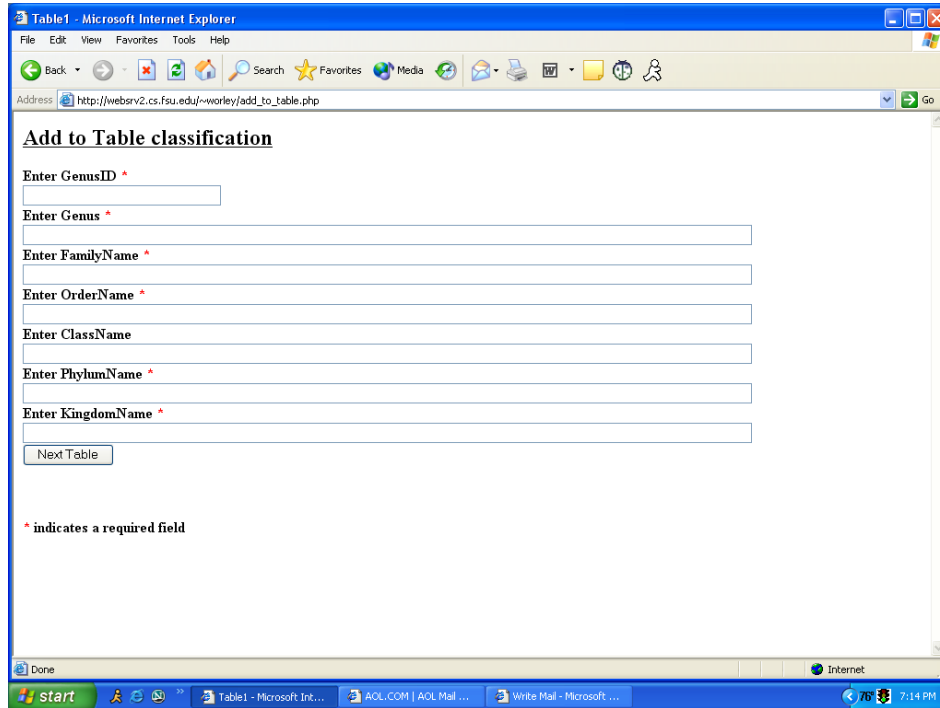 Table1 - Microsoft Internet Explorer
File Edit View Favorites Tools Help
Back Search Favorites Media
Address http://websrv2.cs.fsu.edu/~worley/add_to_table.php Go
Add to Table classification
Enter GenusID *
Enter Genus *
Enter FamilyName *
Enter OrderName *
Enter ClassName
Enter PhylumName *
Enter KingdomName *
Next Table
* indicates a required field
Done Internet
start Table1 - Microsoft Int... AOL.COM | AOL Mail ... Write Mail - Microsoft ... 76° 7:14 PM